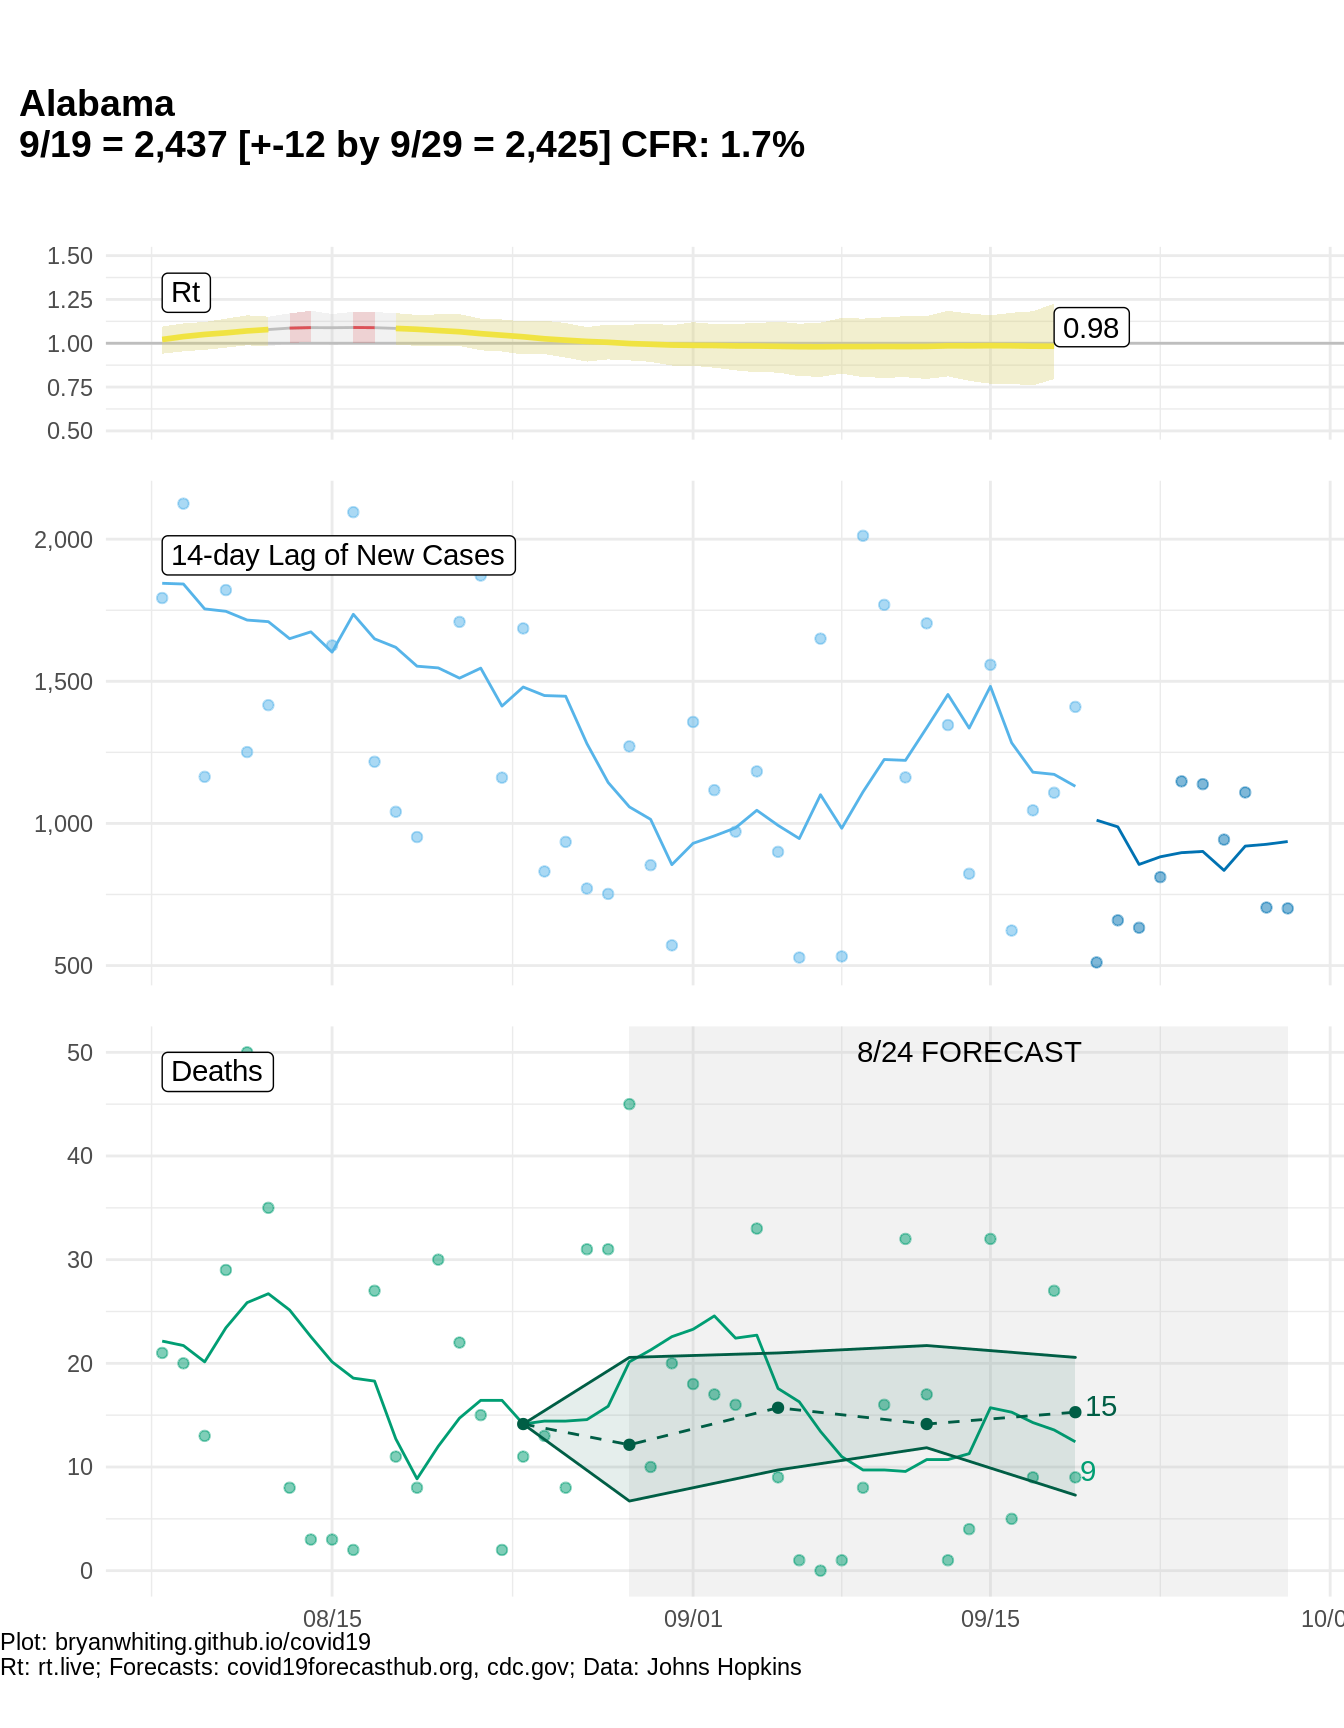 Alabama
9/19 = 2,437 [+-12 by 9/29 = 2,425] CFR: 1.7%
1.50
1.25
1.00
0.75
0.50
Rt
0.98
2,000
1,500
1,000
500
14-day Lag of New Cases
50
40
30
20
10
0
Deaths
8/24 FORECAST
15
9
08/15
09/01
09/15
10/0
Plot: bryanwhiting.github.io/covid19
Rt: rt.live; Forecasts: covid19forecasthub.org, cdc.gov; Data: Johns Hopkins